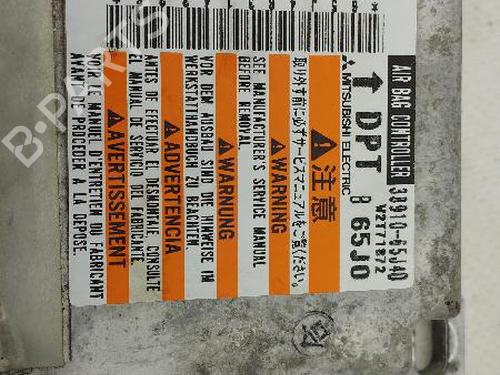 AIR BAG CONTROLLER 38910-65J40
MITSUBISHI ELECTRIC W2T71872
DPT B 65J0
注意
取り外す前に必ずサービスマニュアルをご覧ください。
WARNING
SEE MANUFACTURER'S SERVICE MANUAL
BEFORE REMOVAL.
WARNUNG
VOR DEM AUSBAU SIND DIE HINWEISE IM
WERKSTATTHANDBUCH ZU BEACHTEN
ADVERTENCIA
ANTES DE EFECTUAR EL DESMONTAJE, CONSULTE
EL MANUAL DE SERVICIO DEL FABRICANTE.
AVERTISSEMENT
VOIR LE MANUEL D'ENTRETIEN DU FABRICANT
AVANT DE PROCEDER A LA DEPOSE.
B-PARTS